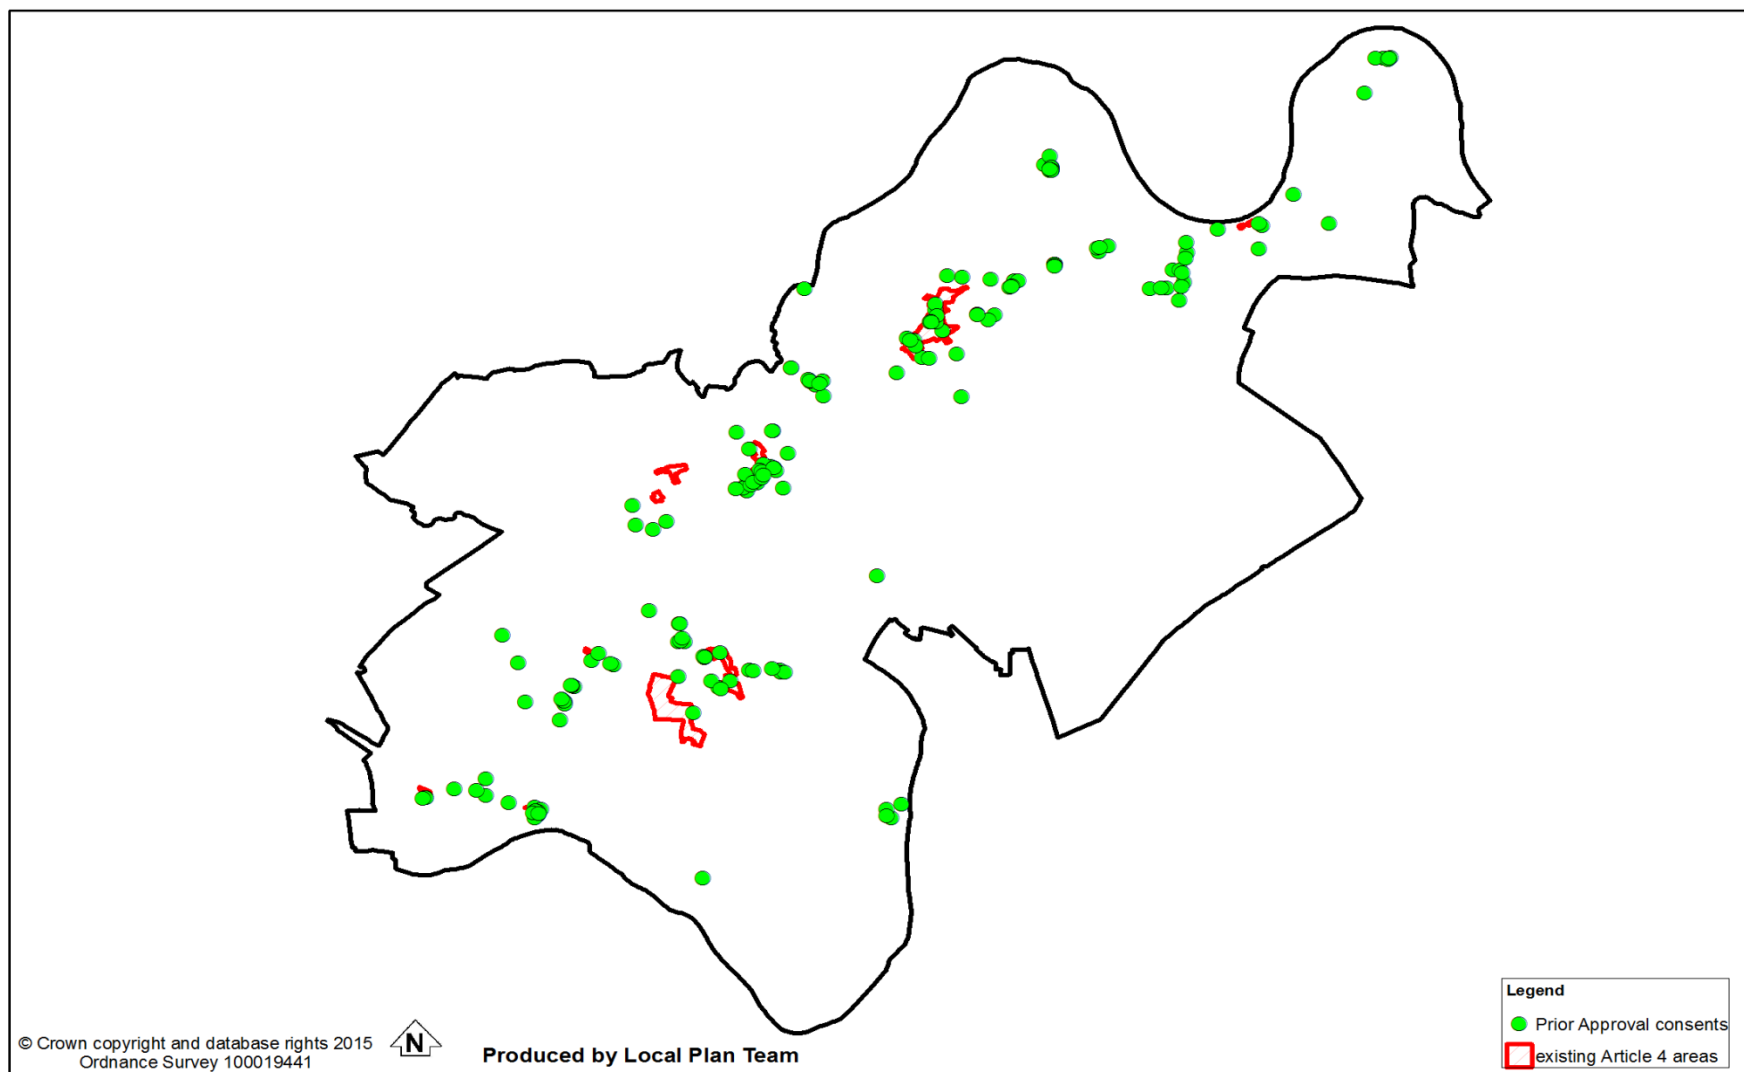 © Crown copyright and database rights 2015
Ordnance Survey 100019441
N
Produced by Local Plan Team
Legend
Prior Approval consents
existing Article 4 areas